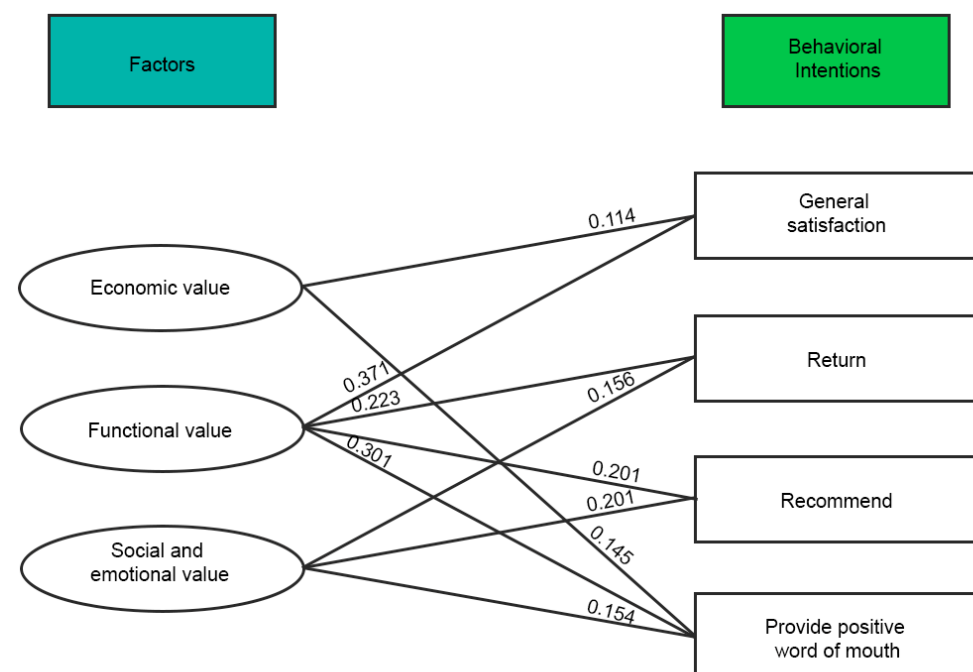 Factors
Behavioral
Intentions
General
satisfaction
0.114
Economic value
Return
0.371
0.156
0.223
Functional value
0.301
0.201
Recommend
0.201
Social and
emotional value
0.145
0.154
Provide positive
word of mouth